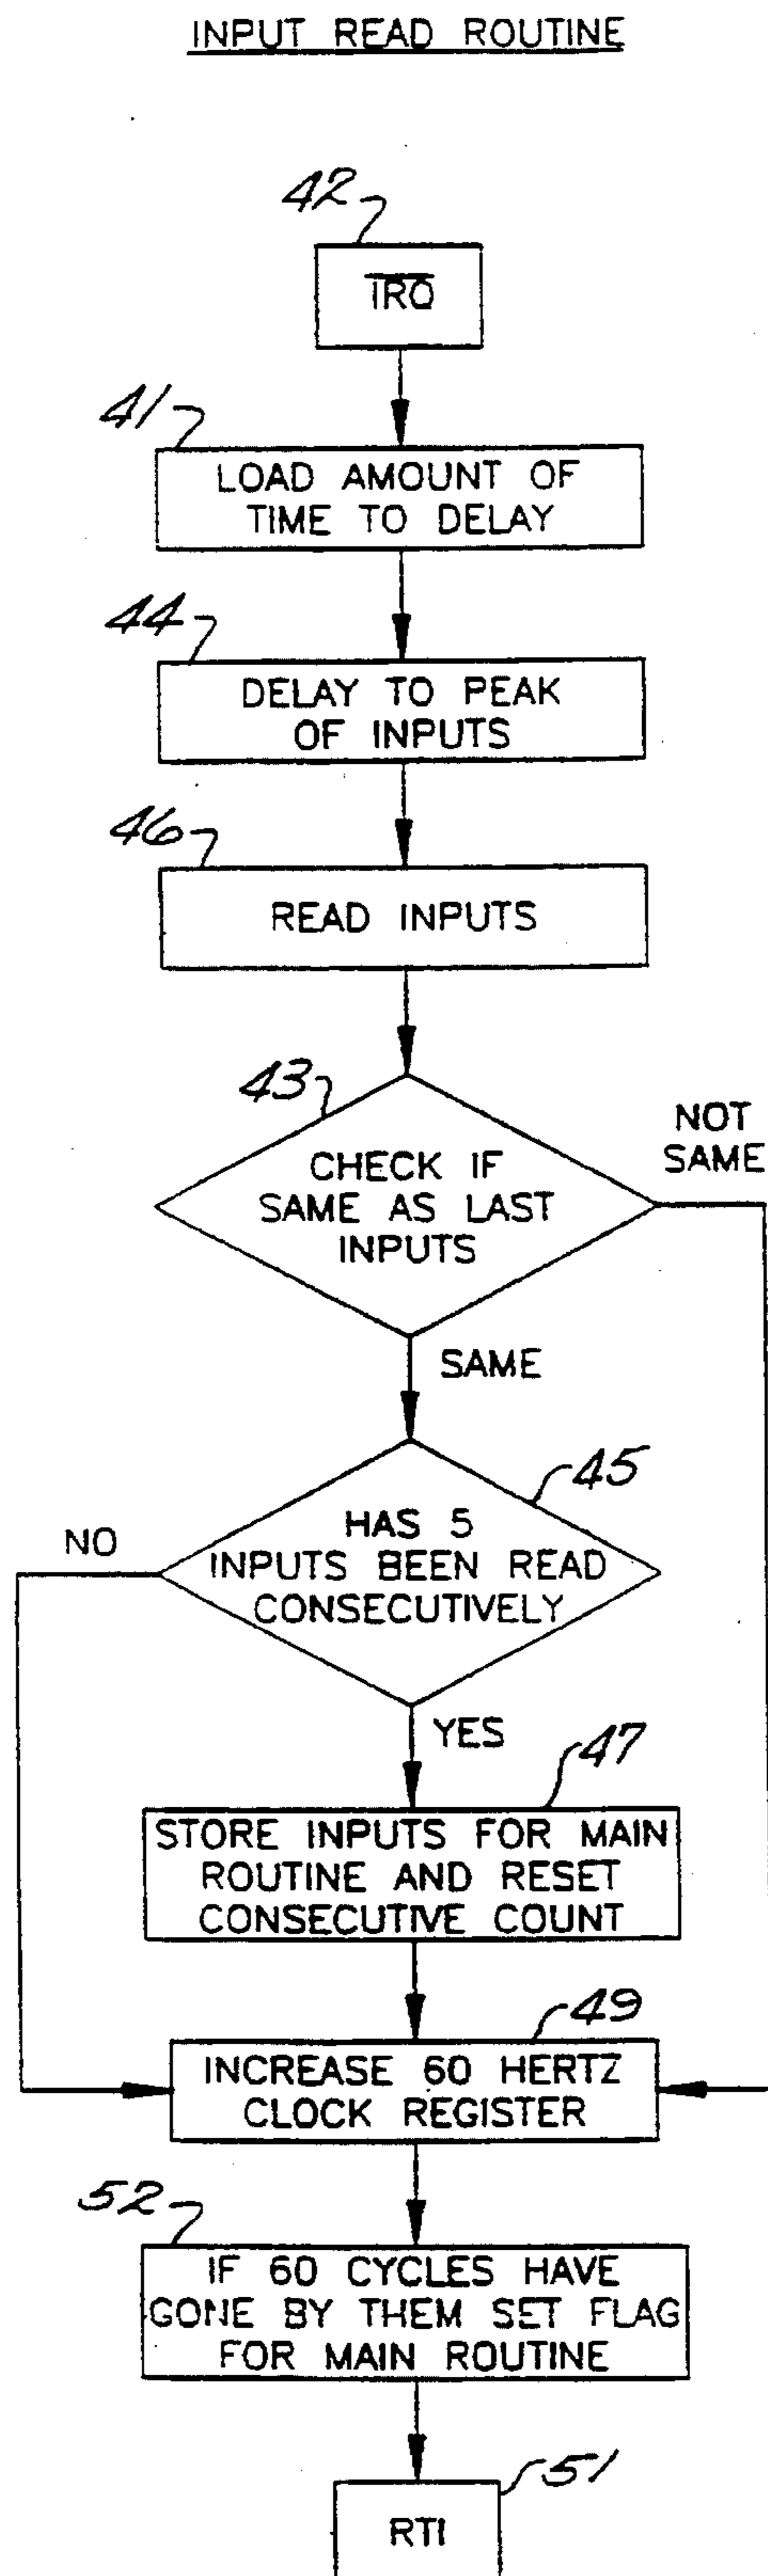 INPUT READ ROUTINE
42
IRQ
41
LOAD AMOUNT OF
TIME TO DELAY
44
DELAY TO PEAK
OF INPUTS
46
READ INPUTS
43
CHECK IF
SAME AS LAST
INPUTS
NOT
SAME
SAME
45
HAS 5
INPUTS BEEN READ
CONSECUTIVELY
NO
YES
47
STORE INPUTS FOR MAIN
ROUTINE AND RESET
CONSECUTIVE COUNT
49
INCREASE 60 HERTZ
CLOCK REGISTER
52
IF 60 CYCLES HAVE
GONE BY THEM SET FLAG
FOR MAIN ROUTINE
51
RTI